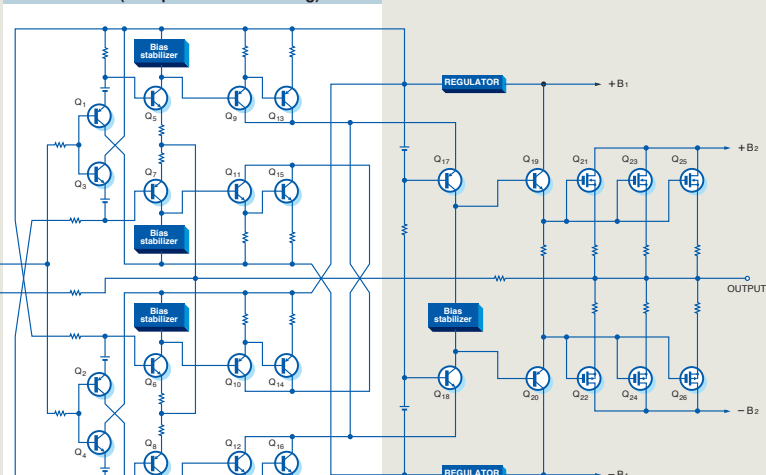 Bias
stabilizer
REGULATOR
+B1
Q1
Q5
Q9
Q13
+B2
Q17
Q19
Q21
Q23
Q25
Q3
Q7
Q11
Q15
Bias
stabilizer
OUTPUT
Bias
stabilizer
Bias
stabilizer
Q2
Q6
Q10
Q14
Q18
Q20
Q22
Q24
Q26
−B2
Q4
Q8
Q12
Q16
REGULATOR